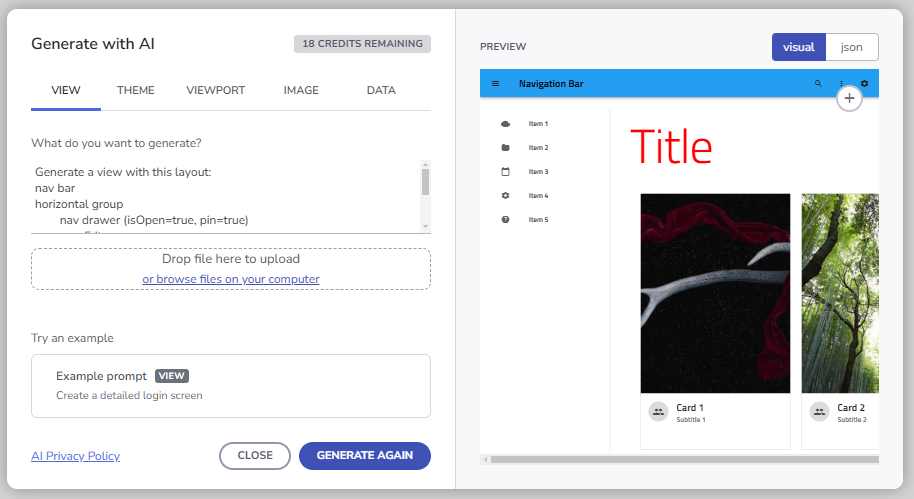 Generate with AI
18 CREDITS REMAINING
VIEW THEME VIEWPORT IMAGE DATA
What do you want to generate?
Generate a view with this layout:
nav bar
horizontal group
nav drawer (isOpen=true, pin=true)
Drop file here to upload
or browse files on your computer
Try an example
Example prompt VIEW
Create a detailed login screen
AI Privacy Policy
CLOSE
GENERATE AGAIN
PREVIEW
visual json
Navigation Bar
Item 1
Item 2
Item 3
Item 4
Item 5
Title
Card 1
Subtitle 1
Card 2
Subtitle 2